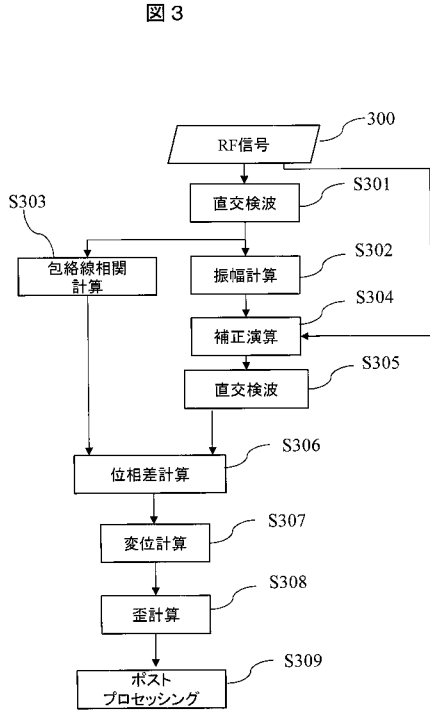 図3
300
RF信号
S301
直交検波
S303
包絡線相関
計算
S302
振幅計算
S304
補正演算
S305
直交検波
S306
位相差計算
S307
変位計算
S308
歪計算
S309
ポスト
プロセッシング